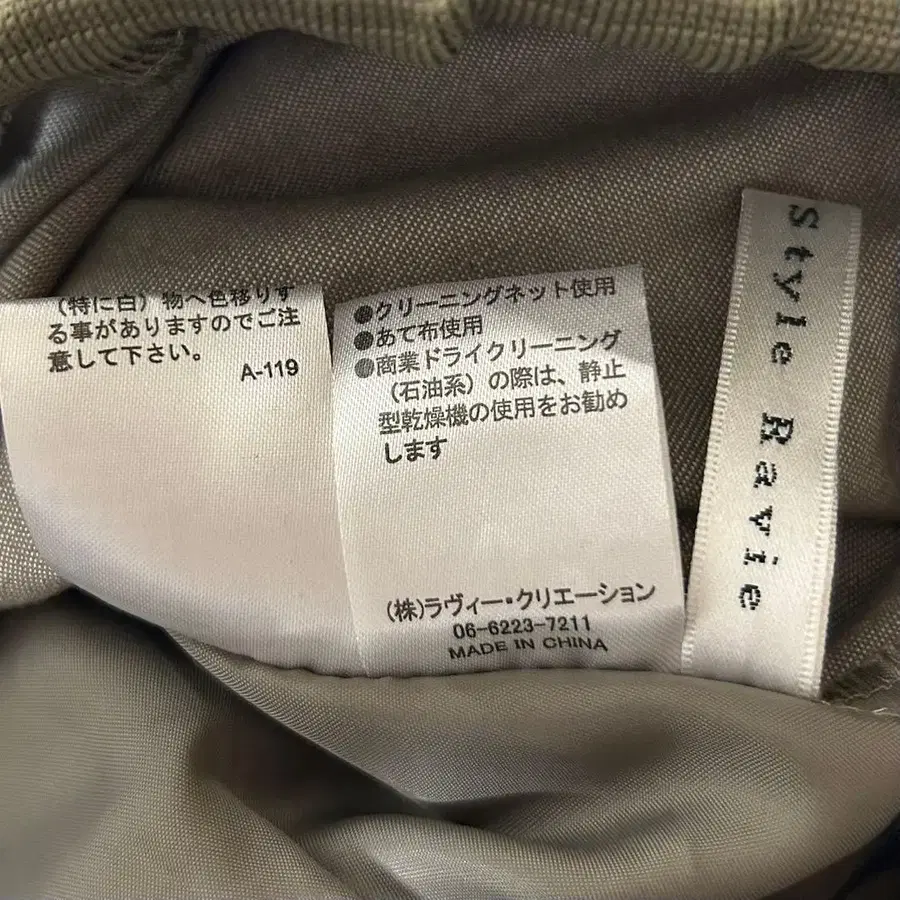 (特に白)物へ色移りす
る事がありますのでご注
意して下さい。
A-119
●クリーニングネット使用
●あて布使用
●商業ドライクリーニング
(石油系)の際は、静止
型乾燥機の使用をお勧め
します
(株)ラヴィー・クリエーション
06-6223-7211
MADE IN CHINA
Style Ravie